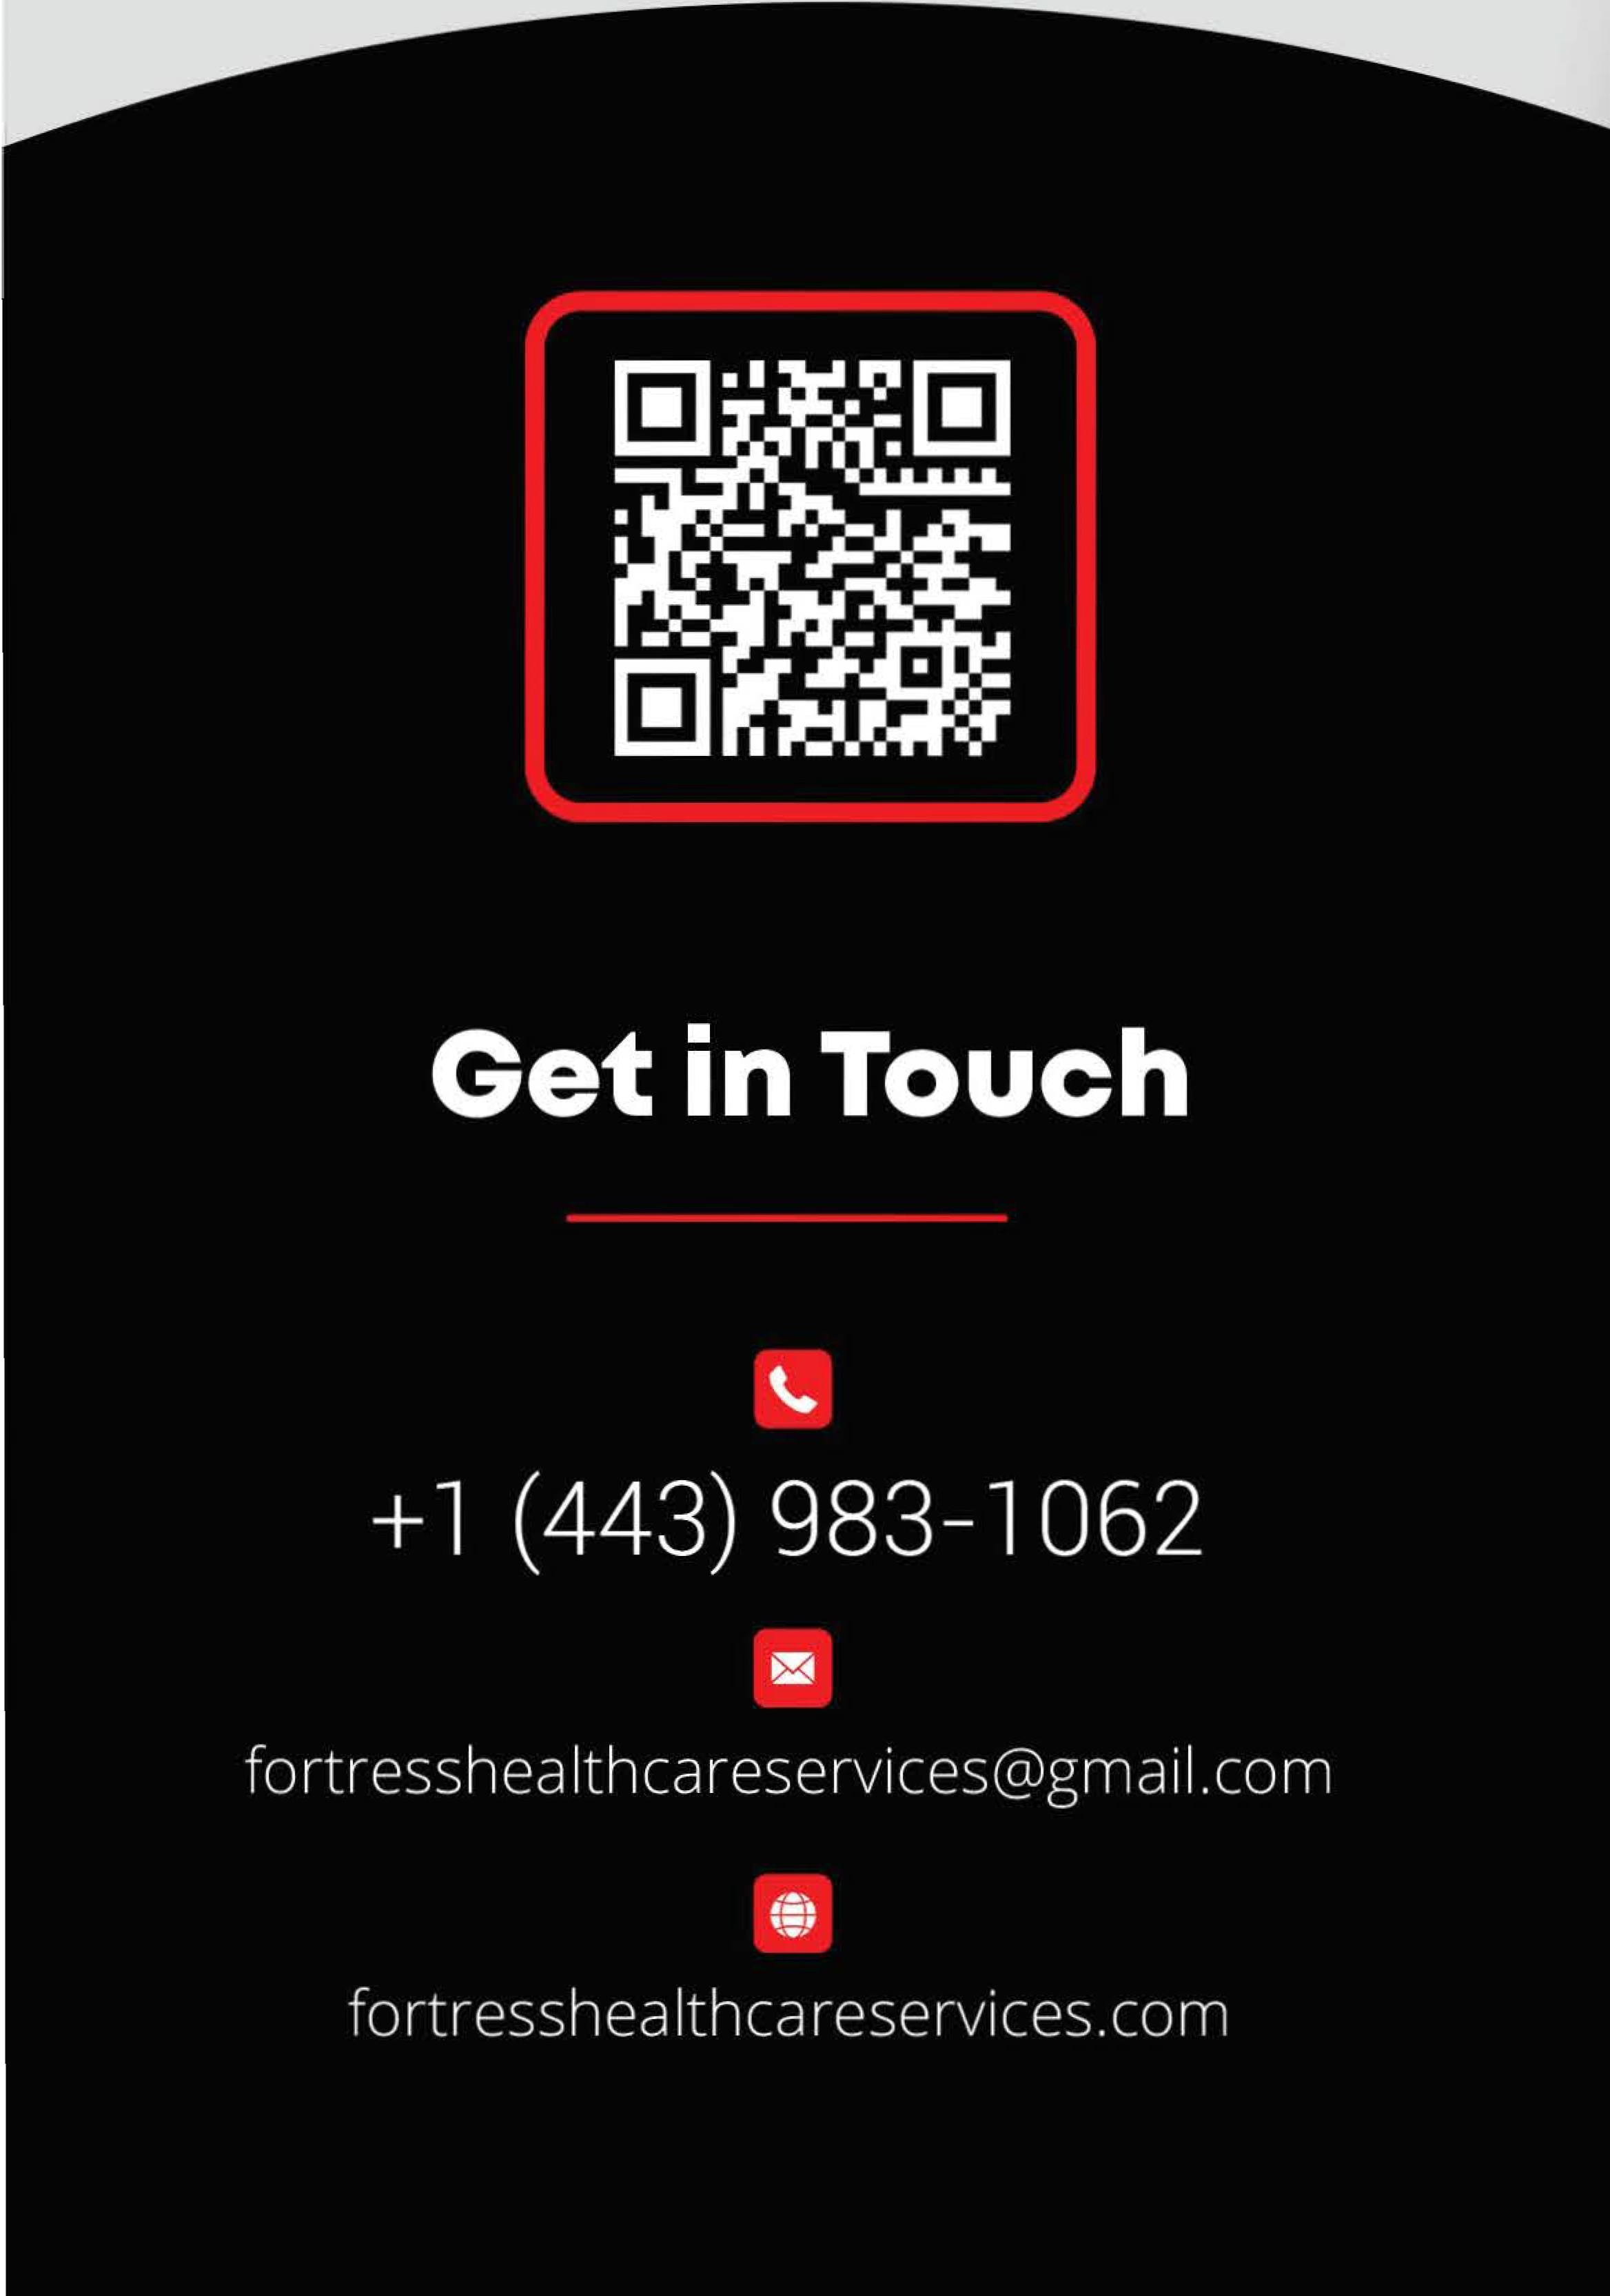 Get in Touch
+1 (443) 983-1062
fortresshealthcareservices@gmail.com
fortresshealthcareservices.com